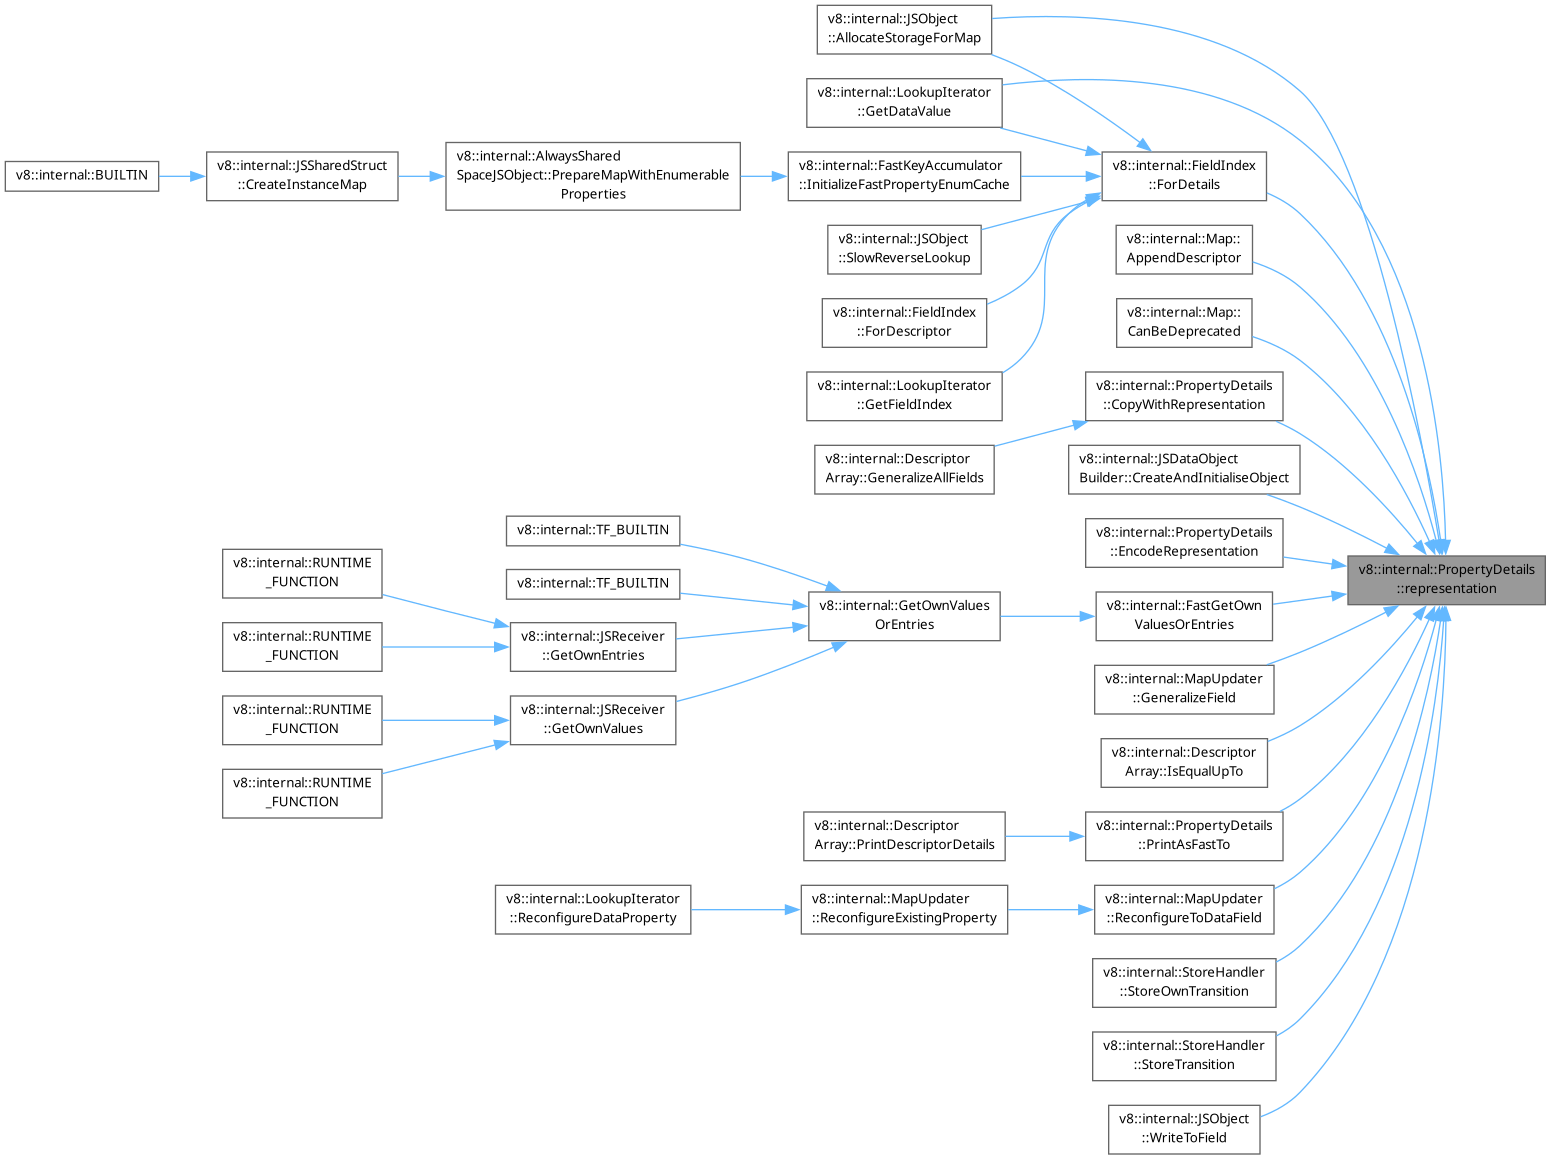 v8::internal::JSObject
::AllocateStorageForMap
v8::internal::LookupIterator
::GetDataValue
v8::internal::BUILTIN
v8::internal::JSSharedStruct
::CreateInstanceMap
v8::internal::AlwaysShared
SpaceJSObject::PrepareMapWithEnumerable
Properties
v8::internal::FastKeyAccumulator
::InitializeFastPropertyEnumCache
v8::internal::FieldIndex
::ForDetails
v8::internal::JSObject
::SlowReverseLookup
v8::internal::Map::
AppendDescriptor
v8::internal::FieldIndex
::ForDescriptor
v8::internal::Map::
CanBeDeprecated
v8::internal::LookupIterator
::GetFieldIndex
v8::internal::PropertyDetails
::CopyWithRepresentation
v8::internal::Descriptor
Array::GeneralizeAllFields
v8::internal::JSDataObject
Builder::CreateAndInitialiseObject
v8::internal::TF_BUILTIN
v8::internal::PropertyDetails
::EncodeRepresentation
v8::internal::RUNTIME
_FUNCTION
v8::internal::TF_BUILTIN
v8::internal::PropertyDetails
::representation
v8::internal::GetOwnValues
OrEntries
v8::internal::FastGetOwn
ValuesOrEntries
v8::internal::RUNTIME
_FUNCTION
v8::internal::JSReceiver
::GetOwnEntries
v8::internal::MapUpdater
::GeneralizeField
v8::internal::RUNTIME
_FUNCTION
v8::internal::JSReceiver
::GetOwnValues
v8::internal::Descriptor
Array::IsEqualUpTo
v8::internal::RUNTIME
_FUNCTION
v8::internal::Descriptor
Array::PrintDescriptorDetails
v8::internal::PropertyDetails
::PrintAsFastTo
v8::internal::LookupIterator
::ReconfigureDataProperty
v8::internal::MapUpdater
::ReconfigureExistingProperty
v8::internal::MapUpdater
::ReconfigureToDataField
v8::internal::StoreHandler
::StoreOwnTransition
v8::internal::StoreHandler
::StoreTransition
v8::internal::JSObject
::WriteToField